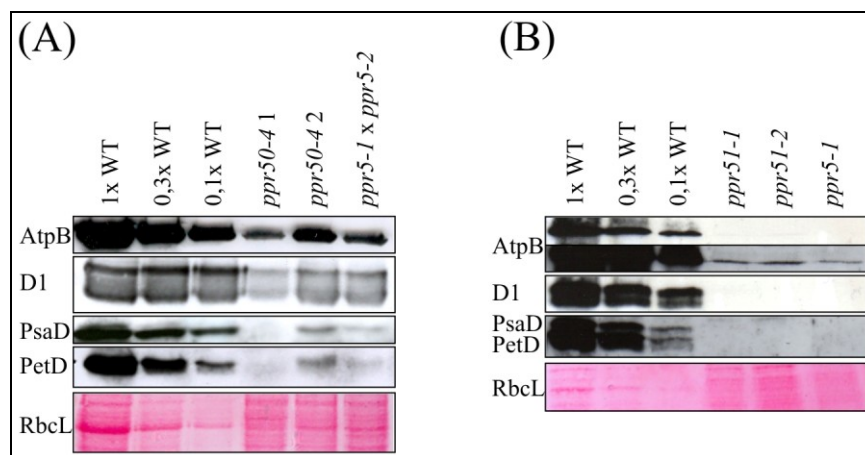 (A)
1x WT
0,3x WT
0,1x WT
ppr50-4 1
ppr50-4 2
ppr5-1 x ppr5-2
AtpB
D1
PsaD
PetD
RbcL
(B)
1x WT
0,3x WT
0,1x WT
ppr51-1
ppr51-2
ppr5-1
AtpB
D1
PsaD
PetD
RbcL